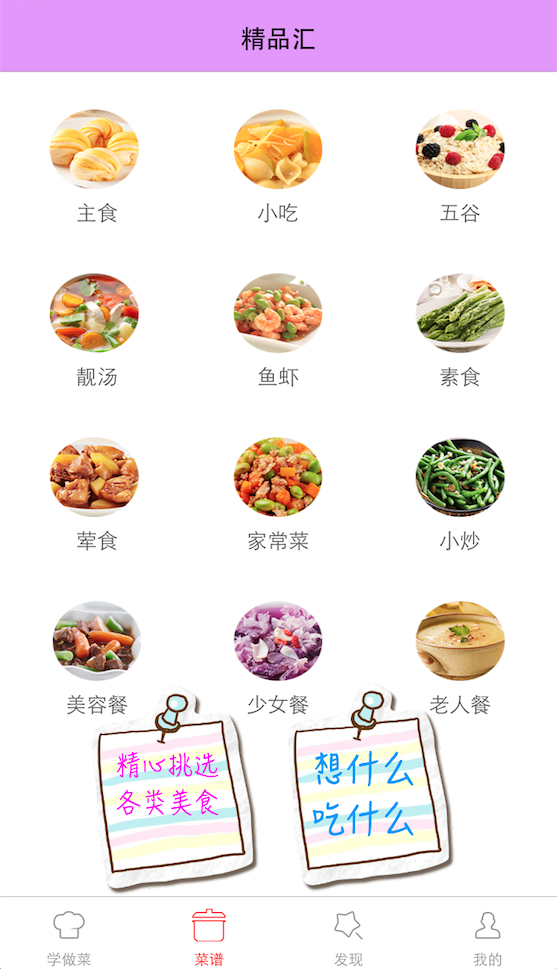 精品汇
主食
小吃
五谷
靓汤
鱼虾
素食
荤食
家常菜
小炒
美容餐
少女餐
老人餐
精心挑选
各类美食
想什么
吃什么
学做菜
菜谱
发现
我的